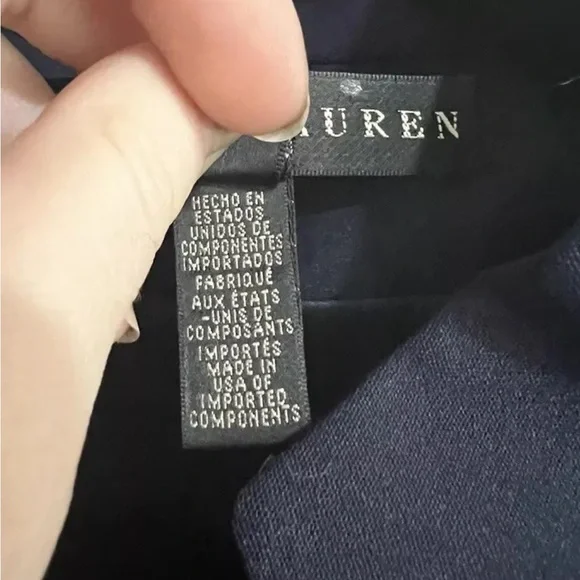 AUREN
HECHO EN
ESTADOS
UNIDOS DE
COMPONENTES
IMPORTADOS
FABRIQUÉ
AUX ÉTATS
-UNIS DE
COMPOSANTS
IMPORTÉS
MADE IN
USA OF
IMPORTED
COMPONENTS